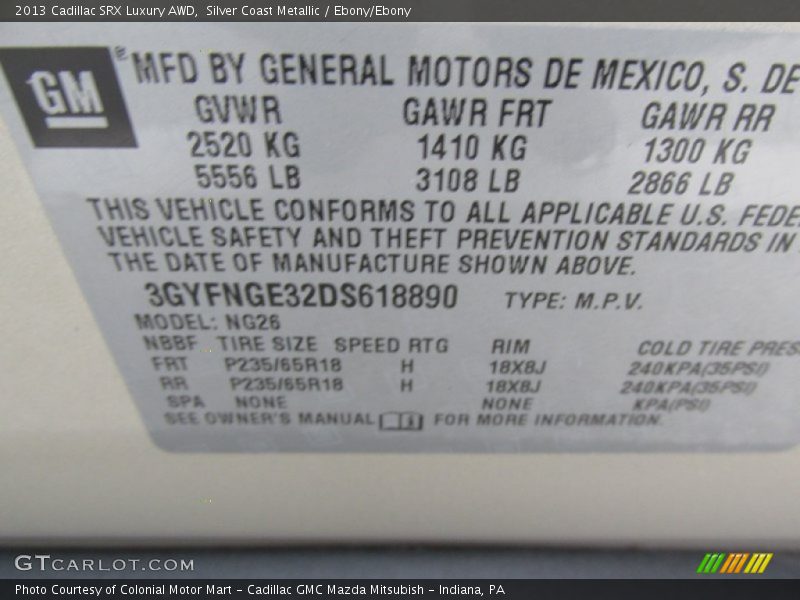 2013 Cadillac SRX Luxury AWD, Silver Coast Metallic / Ebony/Ebony
GM ® MFD BY GENERAL MOTORS DE MEXICO, S. DE
GVWR GAWR FRT GAWR RR
2520 KG 1410 KG 1300 KG
5556 LB 3108 LB 2866 LB
THIS VEHICLE CONFORMS TO ALL APPLICABLE U.S. FEDE
VEHICLE SAFETY AND THEFT PREVENTION STANDARDS IN
THE DATE OF MANUFACTURE SHOWN ABOVE.
3GYFNGE32DS618890 TYPE: M.P.V.
MODEL: NG26
NBBF TIRE SIZE SPEED RTG RIM COLD TIRE PRES
FRT P235/65R18 H 18X8J 240KPA(35PSI)
RR P235/65R18 H 18X8J 240KPA(35PSI)
SPA NONE NONE KPA(PSI)
SEE OWNER'S MANUAL FOR MORE INFORMATION.
GTCARLOT.COM
Photo Courtesy of Colonial Motor Mart - Cadillac GMC Mazda Mitsubish - Indiana, PA